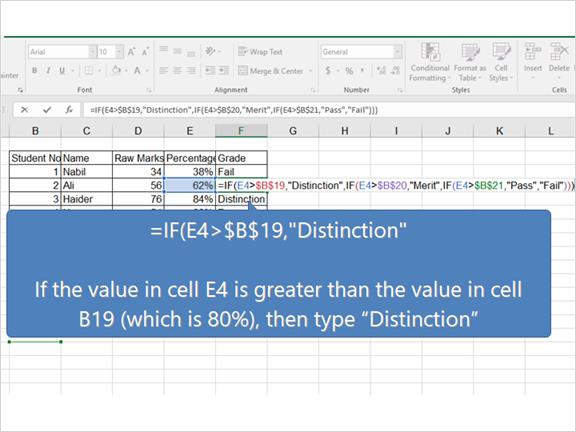 Arial
10
A A
Wrap Text
General
ainter
B I U
Merge & Center
$ % ,
Conditional Formatting
Format as Table
Cell Styles
Insert
Delete
Font
Alignment
Number
Styles
=IF(E4>$B$19,"Distinction",IF(E4>$B$20,"Merit",IF(E4>$B$21,"Pass","Fail")))
B C D E F G H I J K L
Student No Name Raw Marks Percentage Grade
1 Nabil 34 38% Fail
2 Ali 56 62% =IF(E4>$B$19,"Distinction",IF(E4>$B$20,"Merit",IF(E4>$B$21,"Pass","Fail")))
3 Haider 76 84% Distinction
=IF(E4>$B$19,"Distinction"
If the value in cell E4 is greater than the value in cell
B19 (which is 80%), then type “Distinction”